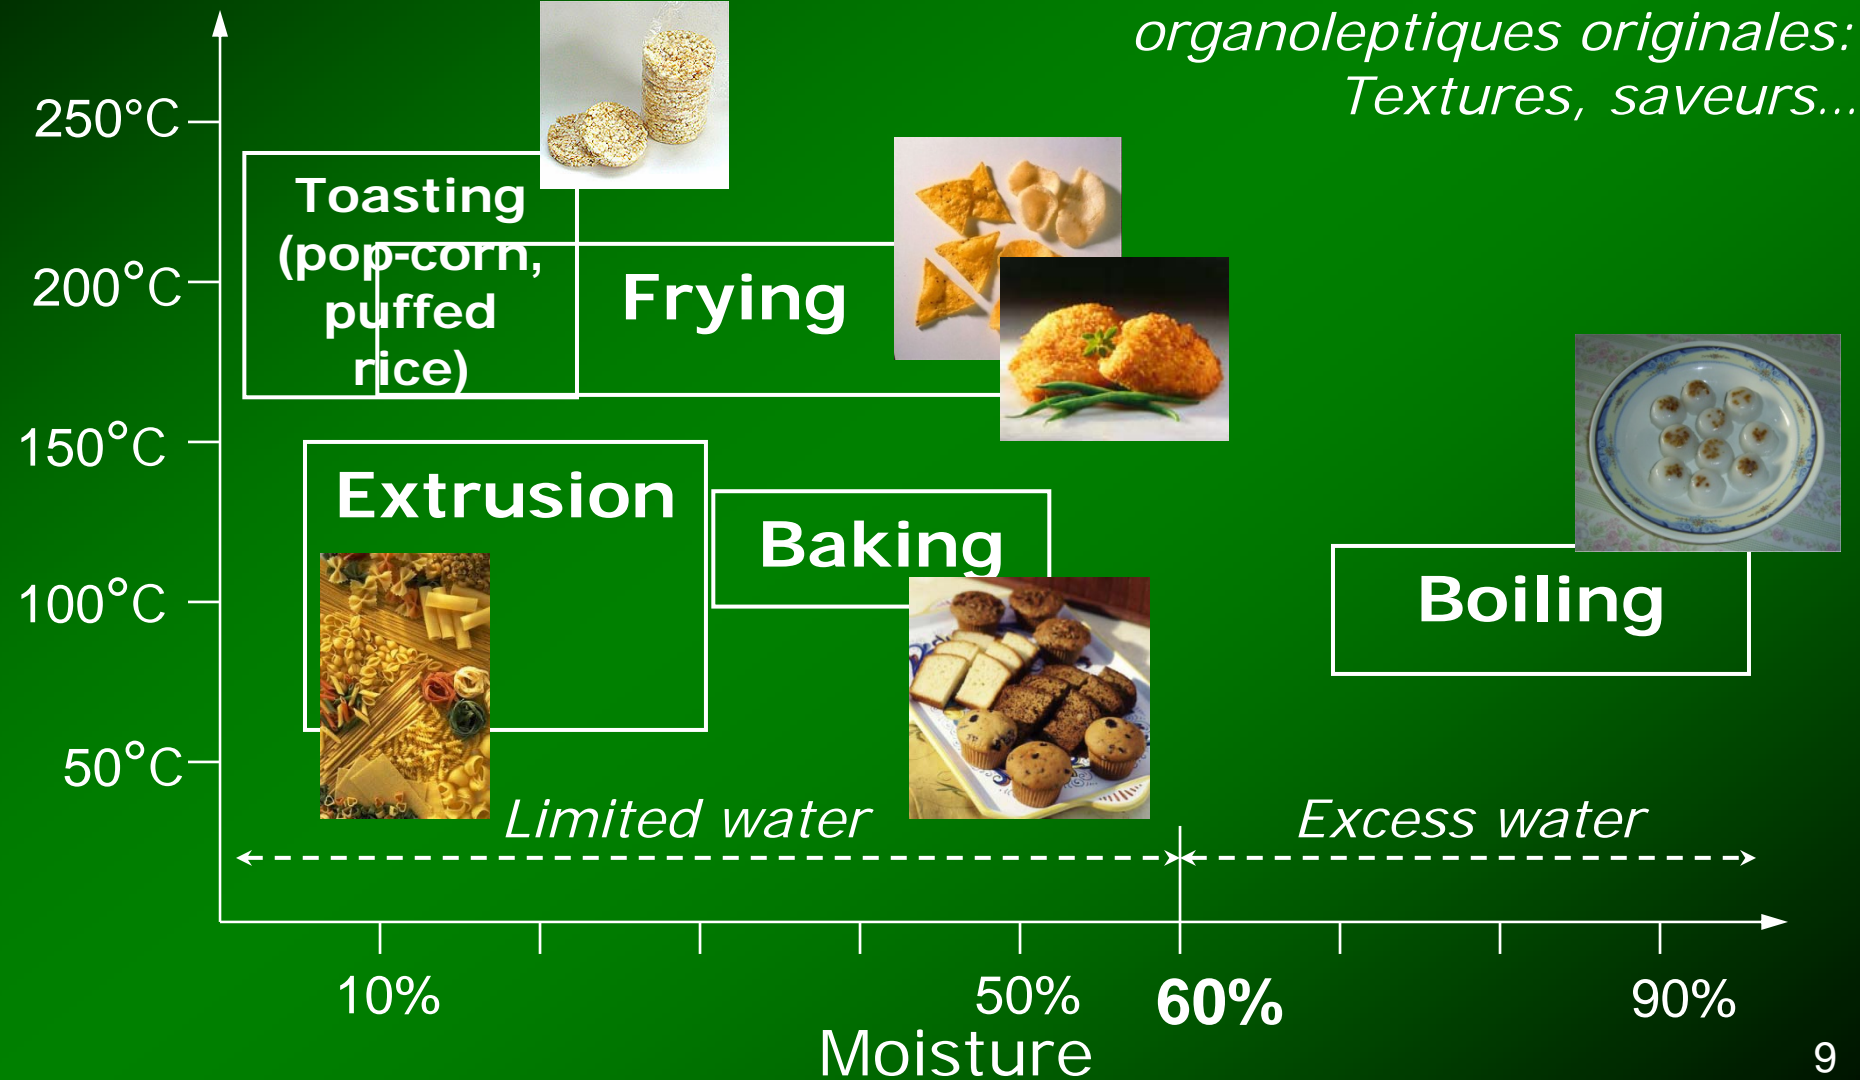 organoleptiques originales:
Textures, saveurs...
250°C
200°C
150°C
100°C
50°C
Toasting
(pop-corn,
puffed
rice)
Frying
Extrusion
Baking
Boiling
Limited water
Excess water
10%
50%
60%
90%
Moisture
9